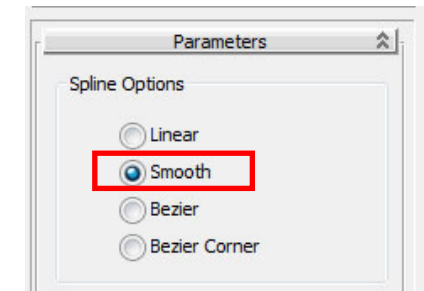 Parameters
Spline Options
Linear
Smooth
Bezier
Bezier Corner